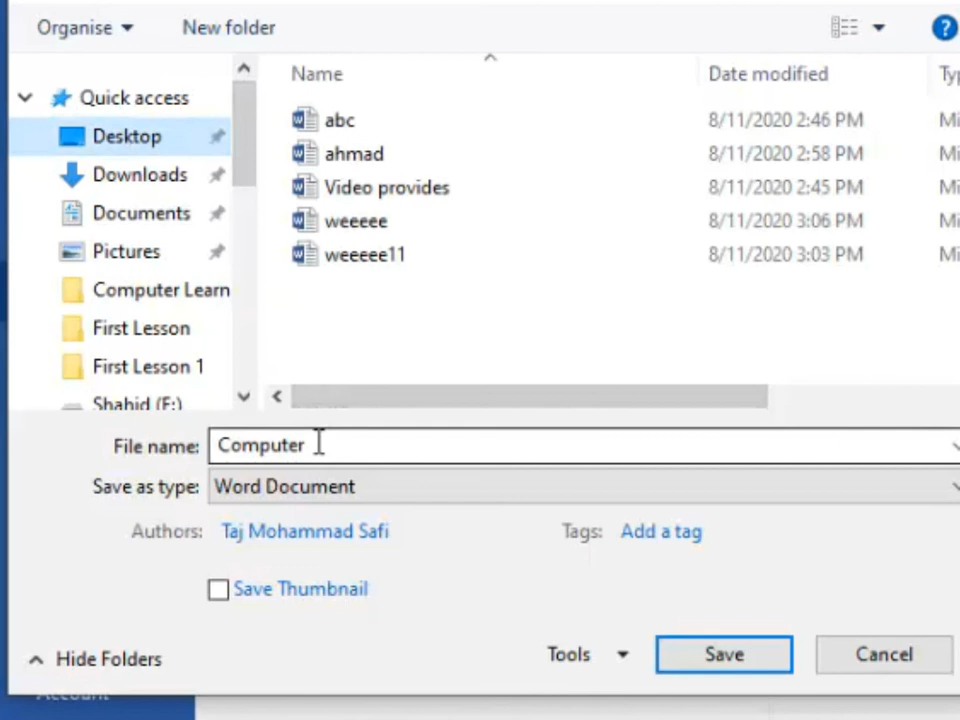 Organise New folder ?
Name Date modified Ty
Quick access
Desktop
Downloads
Documents
Pictures
Computer Learn
First Lesson
First Lesson 1
Shahid (F:)
abc 8/11/2020 2:46 PM Mi
ahmad 8/11/2020 2:58 PM Mi
Video provides 8/11/2020 2:45 PM Mi
weeeee 8/11/2020 3:06 PM Mi
weeeee11 8/11/2020 3:03 PM Mi
File name: Computer
Save as type: Word Document
Authors: Taj Mohammad Safi Tags: Add a tag
Save Thumbnail
Hide Folders Tools Save Cancel
Account